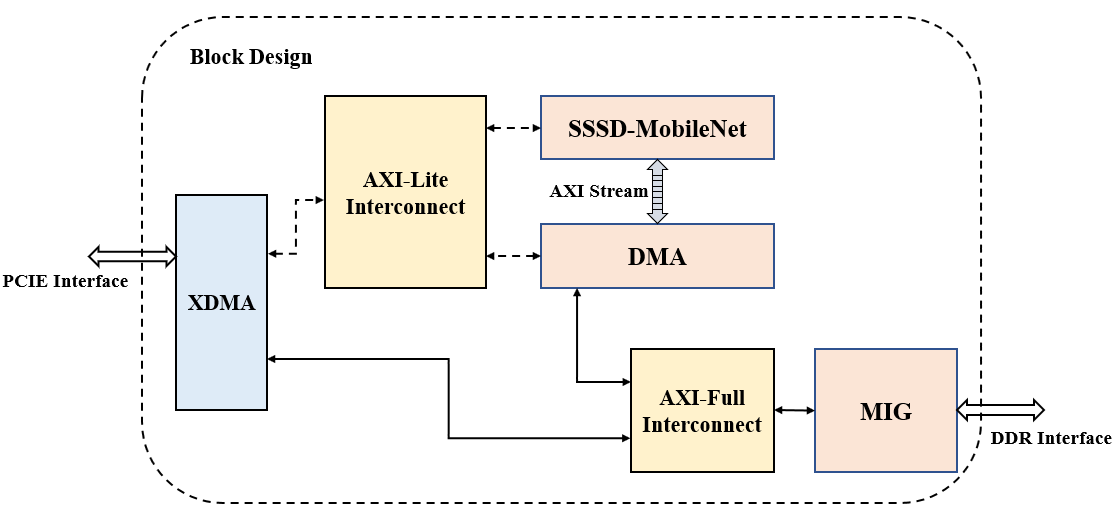 Block Design
SSSD-MobileNet
AXI-Lite
Interconnect
AXI Stream
DMA
PCIE Interface
XDMA
AXI-Full
Interconnect
MIG
DDR Interface